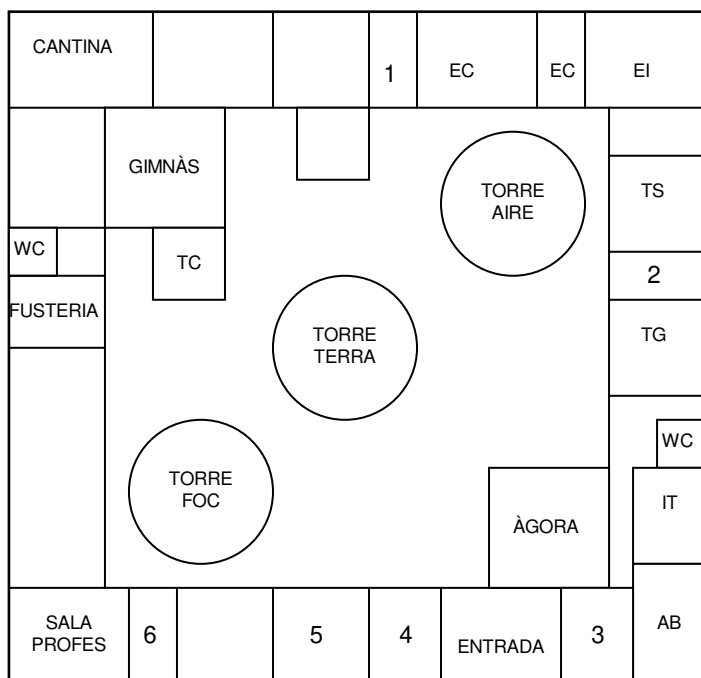 CANTINA
1
EC
EC
EI
GIMNÀS
TORRE
AIRE
TS
WC
TC
2
FUSTERIA
TORRE
TERRA
TG
WC
TORRE
FOC
IT
ÀGORA
SALA
PROFES
6
5
4
ENTRADA
3
AB